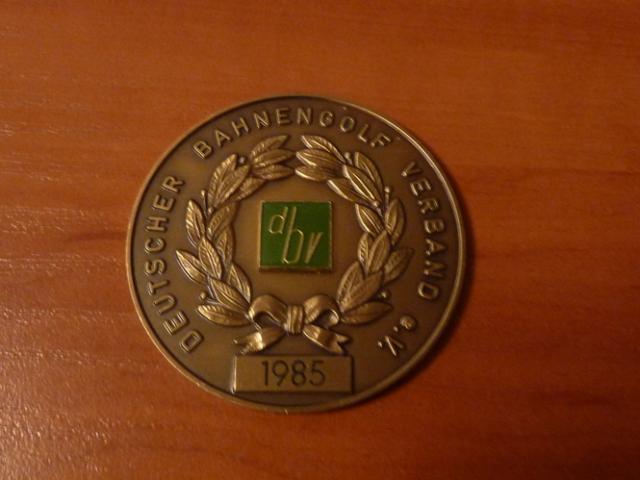 DEUTSCHER BAHNENGOLF VERBAND e.V.
dbv
1985